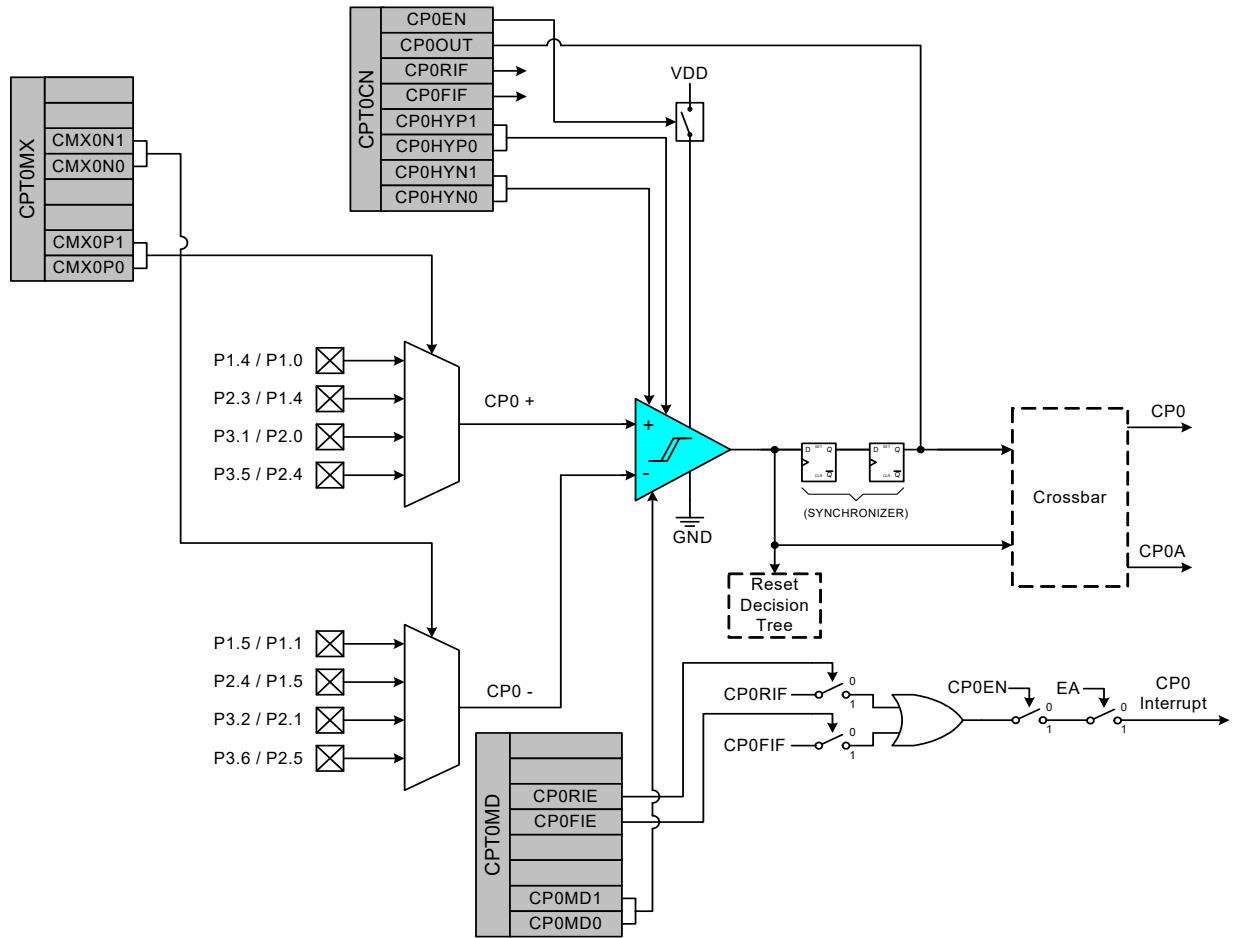 CPT0CN
CP0EN
CP0OUT
CP0RIF
CP0FIF
CP0HYP1
CP0HYP0
CP0HYN1
CP0HYN0
VDD
CPT0MX
CMX0N1
CMX0N0
CMX0P1
CMX0P0
P1.4 / P1.0
P2.3 / P1.4
P3.1 / P2.0
P3.5 / P2.4
CP0 +
+
-
GND
D SET Q
CLR Q
D SET Q
CLR Q
(SYNCHRONIZER)
Reset
Decision
Tree
Crossbar
CP0
CP0A
P1.5 / P1.1
P2.4 / P1.5
P3.2 / P2.1
P3.6 / P2.5
CP0 -
CPT0MD
CP0RIE
CP0FIE
CP0MD1
CP0MD0
CP0RIF
0
1
CP0FIF
0
1
CP0EN
0
1
EA
0
1
CP0
Interrupt